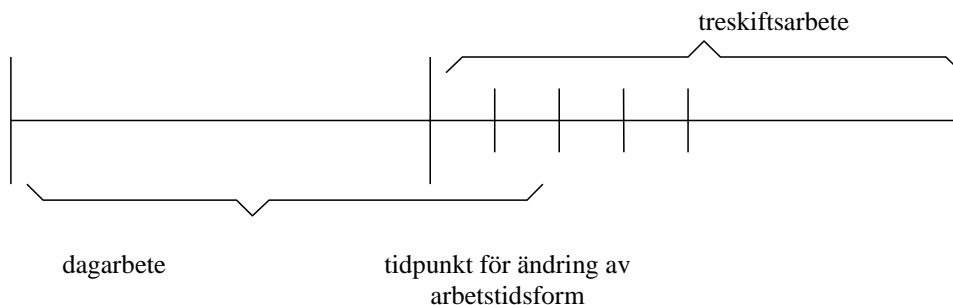 treskiftsarbete
dagarbete
tidpunkt för ändring av
arbetstidsform